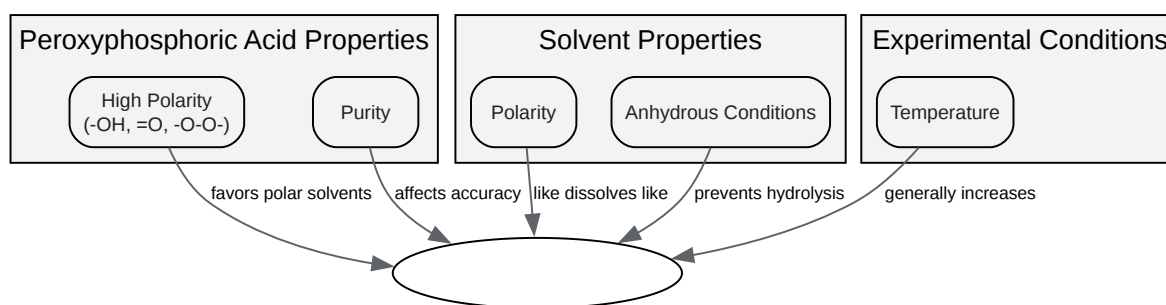 Peroxyphosphoric Acid Properties
Solvent Properties
Experimental Conditions
High Polarity
(-OH, =O, -O-O-)
Purity
Polarity
Anhydrous Conditions
Temperature
favors polar solvents
affects accuracy
like dissolves like
prevents hydrolysis
generally increases